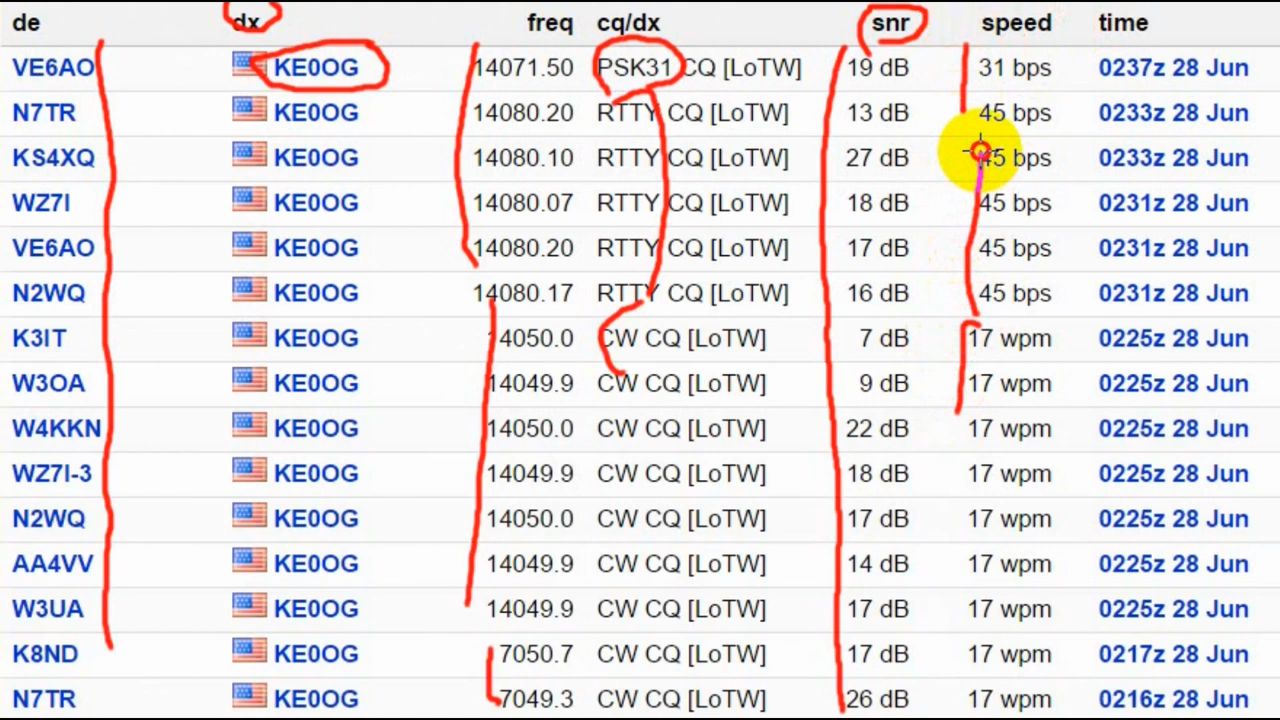 de dx freq cq/dx snr speed time
VE6AO KE0OG 14071.50 PSK31 CQ [LoTW] 19 dB 31 bps 0237z 28 Jun
N7TR KE0OG 14080.20 RTTY CQ [LoTW] 13 dB 45 bps 0233z 28 Jun
KS4XQ KE0OG 14080.10 RTTY CQ [LoTW] 27 dB 45 bps 0233z 28 Jun
WZ7I KE0OG 14080.07 RTTY CQ [LoTW] 18 dB 45 bps 0231z 28 Jun
VE6AO KE0OG 14080.20 RTTY CQ [LoTW] 17 dB 45 bps 0231z 28 Jun
N2WQ KE0OG 14080.17 RTTY CQ [LoTW] 16 dB 45 bps 0231z 28 Jun
K3IT KE0OG 14050.0 CW CQ [LoTW] 7 dB 17 wpm 0225z 28 Jun
W3OA KE0OG 14049.9 CW CQ [LoTW] 9 dB 17 wpm 0225z 28 Jun
W4KKN KE0OG 14050.0 CW CQ [LoTW] 22 dB 17 wpm 0225z 28 Jun
WZ7I-3 KE0OG 14049.9 CW CQ [LoTW] 18 dB 17 wpm 0225z 28 Jun
N2WQ KE0OG 14050.0 CW CQ [LoTW] 17 dB 17 wpm 0225z 28 Jun
AA4VV KE0OG 14049.9 CW CQ [LoTW] 14 dB 17 wpm 0225z 28 Jun
W3UA KE0OG 14049.9 CW CQ [LoTW] 17 dB 17 wpm 0225z 28 Jun
K8ND KE0OG 7050.7 CW CQ [LoTW] 17 dB 17 wpm 0217z 28 Jun
N7TR KE0OG 7049.3 CW CQ [LoTW] 26 dB 17 wpm 0216z 28 Jun